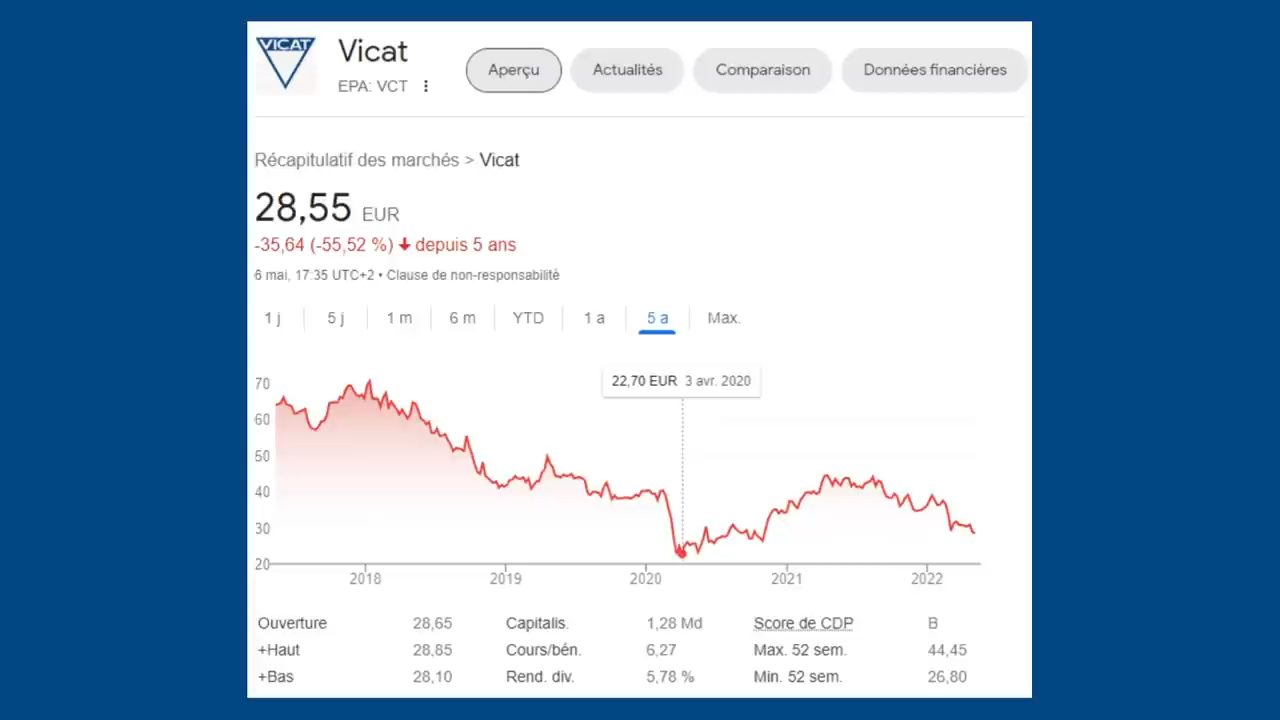 VICAT
Vicat
EPA: VCT
Aperçu
Actualités
Comparaison
Données financières
Récapitulatif des marchés > Vicat
28,55 EUR
-35,64 (-55,52 %) ↓ depuis 5 ans
6 mai, 17:35 UTC+2 • Clause de non-responsabilité
1 j 5 j 1 m 6 m YTD 1 a 5 a Max.
22,70 EUR 3 avr. 2020
70
60
50
40
30
20
2018 2019 2020 2021 2022
Ouverture 28,65 Capitalis. 1,28 Md Score de CDP B
+Haut 28,85 Cours/bén. 6,27 Max. 52 sem. 44,45
+Bas 28,10 Rend. div. 5,78 % Min. 52 sem. 26,80